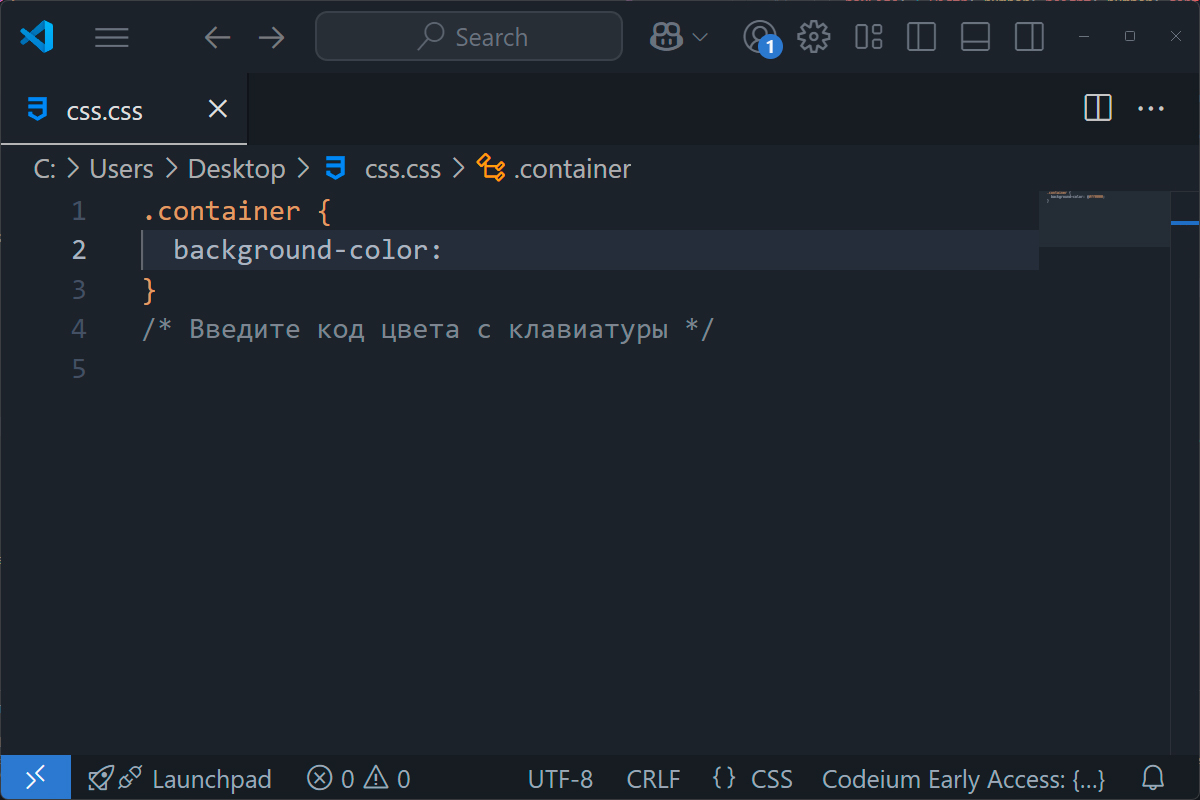 Search
1
css.css
C: > Users > Desktop > css.css > .container
1 .container {
2 background-color:
3 }
4 /* Введите код цвета с клавиатуры */
5
Launchpad 0 0 UTF-8 CRLF {} CSS Codeium Early Access: {...}